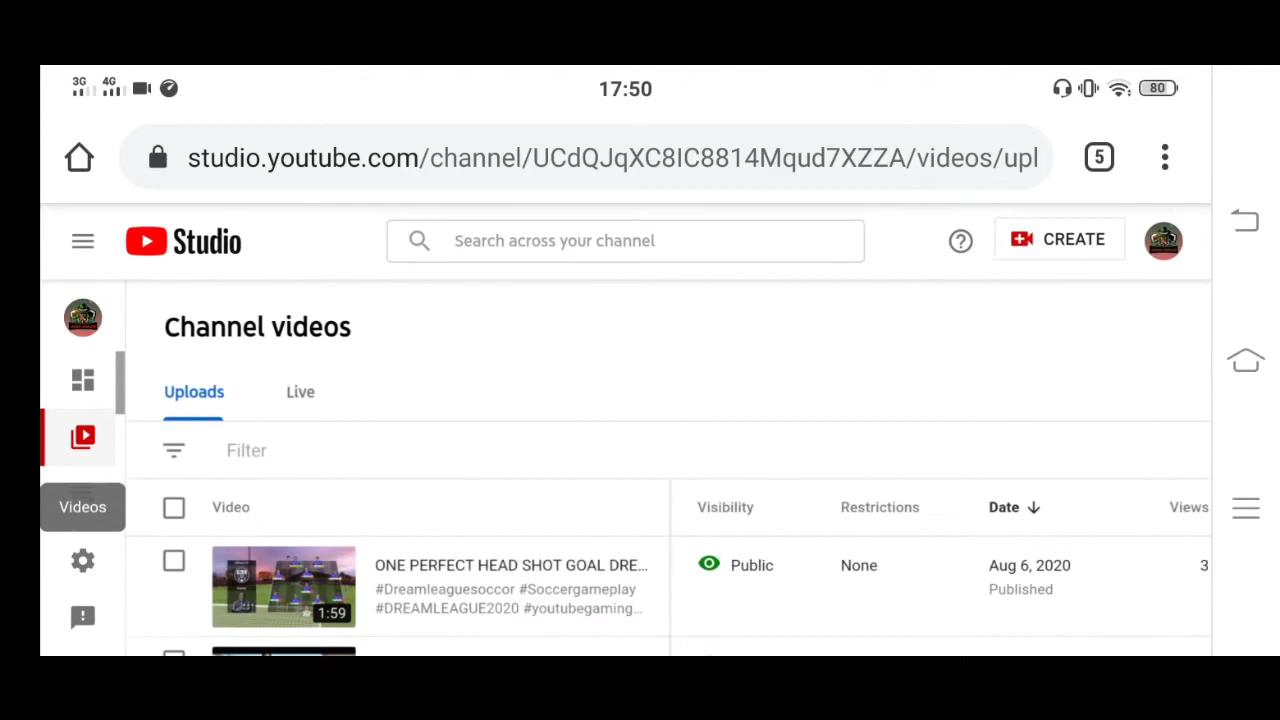 3G 4G 17:50 80
studio.youtube.com/channel/UCdQJqXC8IC8814Mqud7XZZA/videos/upl 5
Studio Search across your channel ? CREATE
Channel videos
Uploads Live
Filter
Videos Video Visibility Restrictions Date Views
ONE PERFECT HEAD SHOT GOAL DRE... Public None Aug 6, 2020 3
#Dreamleaguesoccor #Soccergameplay Published
#DREAMLEAGUE2020 #youtubegaming...
1:59